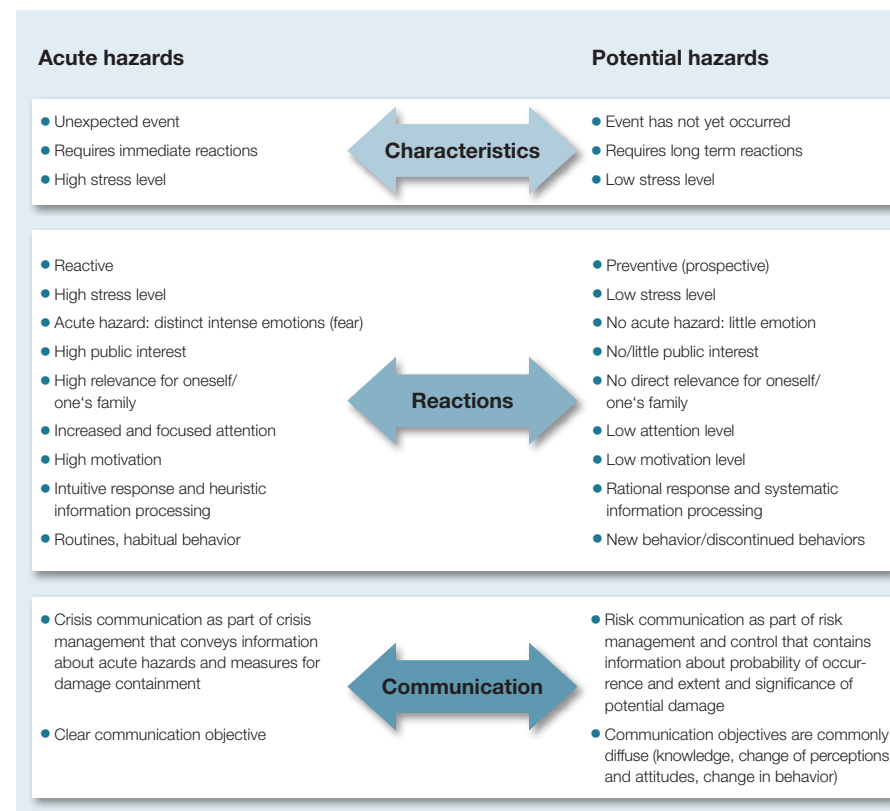 Acute hazards
Potential hazards
• Unexpected event
• Requires immediate reactions
• High stress level
Characteristics
• Event has not yet occurred
• Requires long term reactions
• Low stress level
• Reactive
• High stress level
• Acute hazard: distinct intense emotions (fear)
• High public interest
• High relevance for oneself/
one‘s family
• Increased and focused attention
• High motivation
• Intuitive response and heuristic
information processing
• Routines, habitual behavior
Reactions
• Preventive (prospective)
• Low stress level
• No acute hazard: little emotion
• No/little public interest
• No direct relevance for oneself/
one‘s family
• Low attention level
• Low motivation level
• Rational response and systematic
information processing
• New behavior/discontinued behaviors
• Crisis communication as part of crisis
management that conveys information
about acute hazards and measures for
damage containment
• Clear communication objective
Communication
• Risk communication as part of risk
management and control that contains
information about probability of occur-
rence and extent and significance of
potential damage
• Communication objectives are commonly
diffuse (knowledge, change of perceptions
and attitudes, change in behavior)